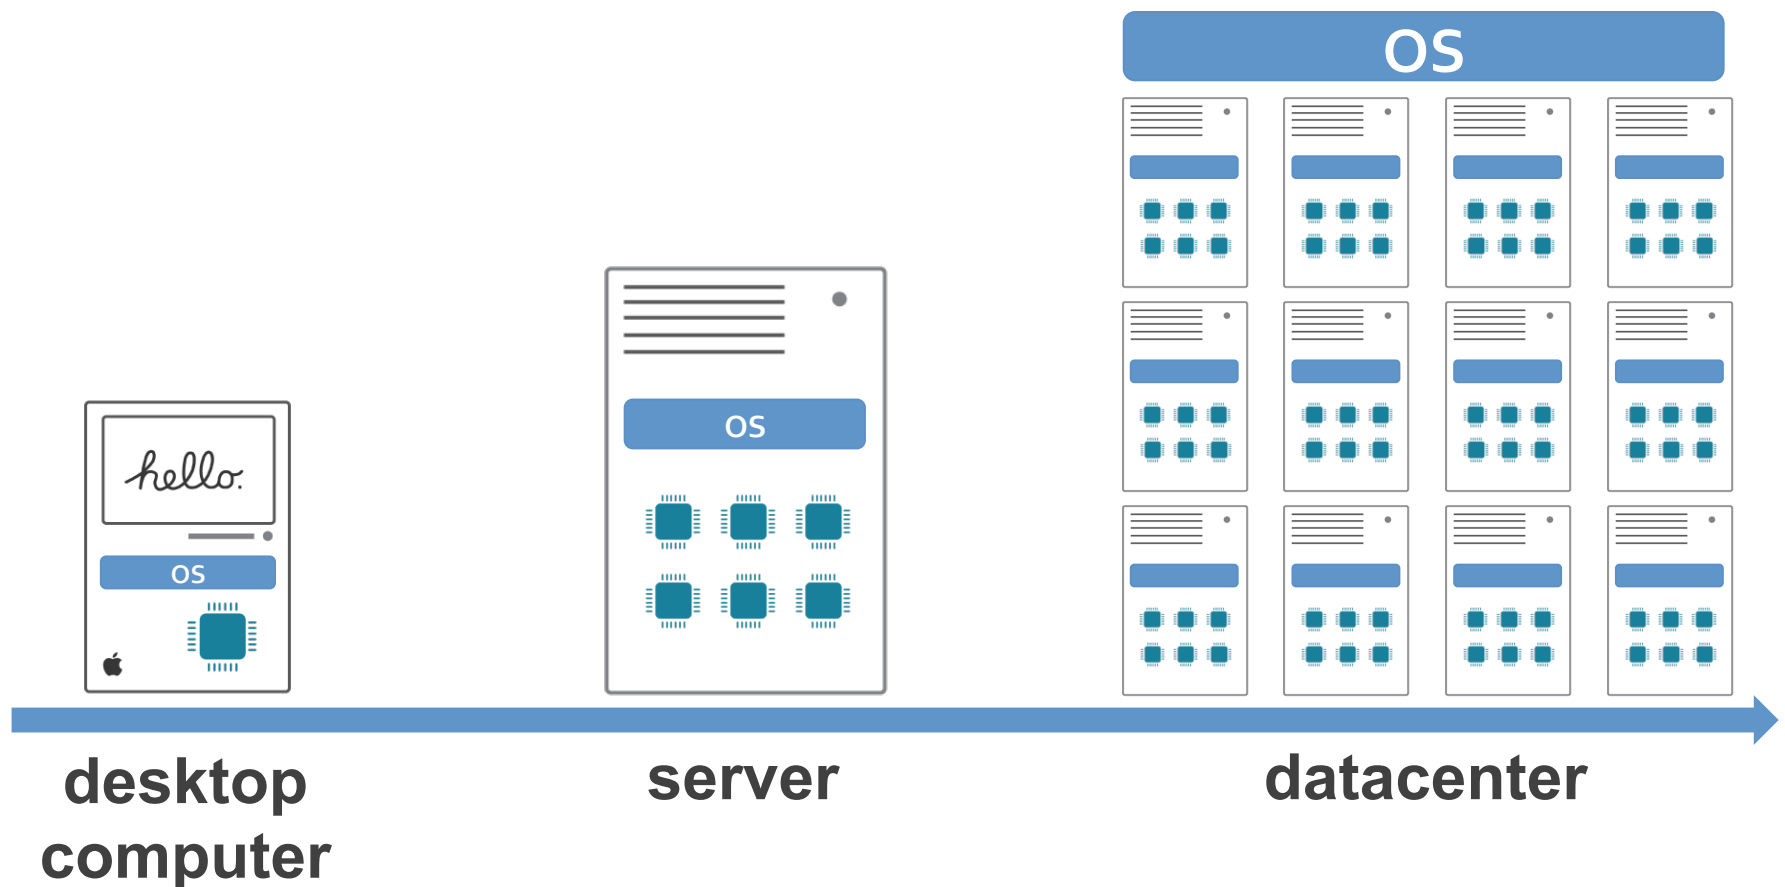 OS
OS
hello.
OS
desktop
computer
server
datacenter